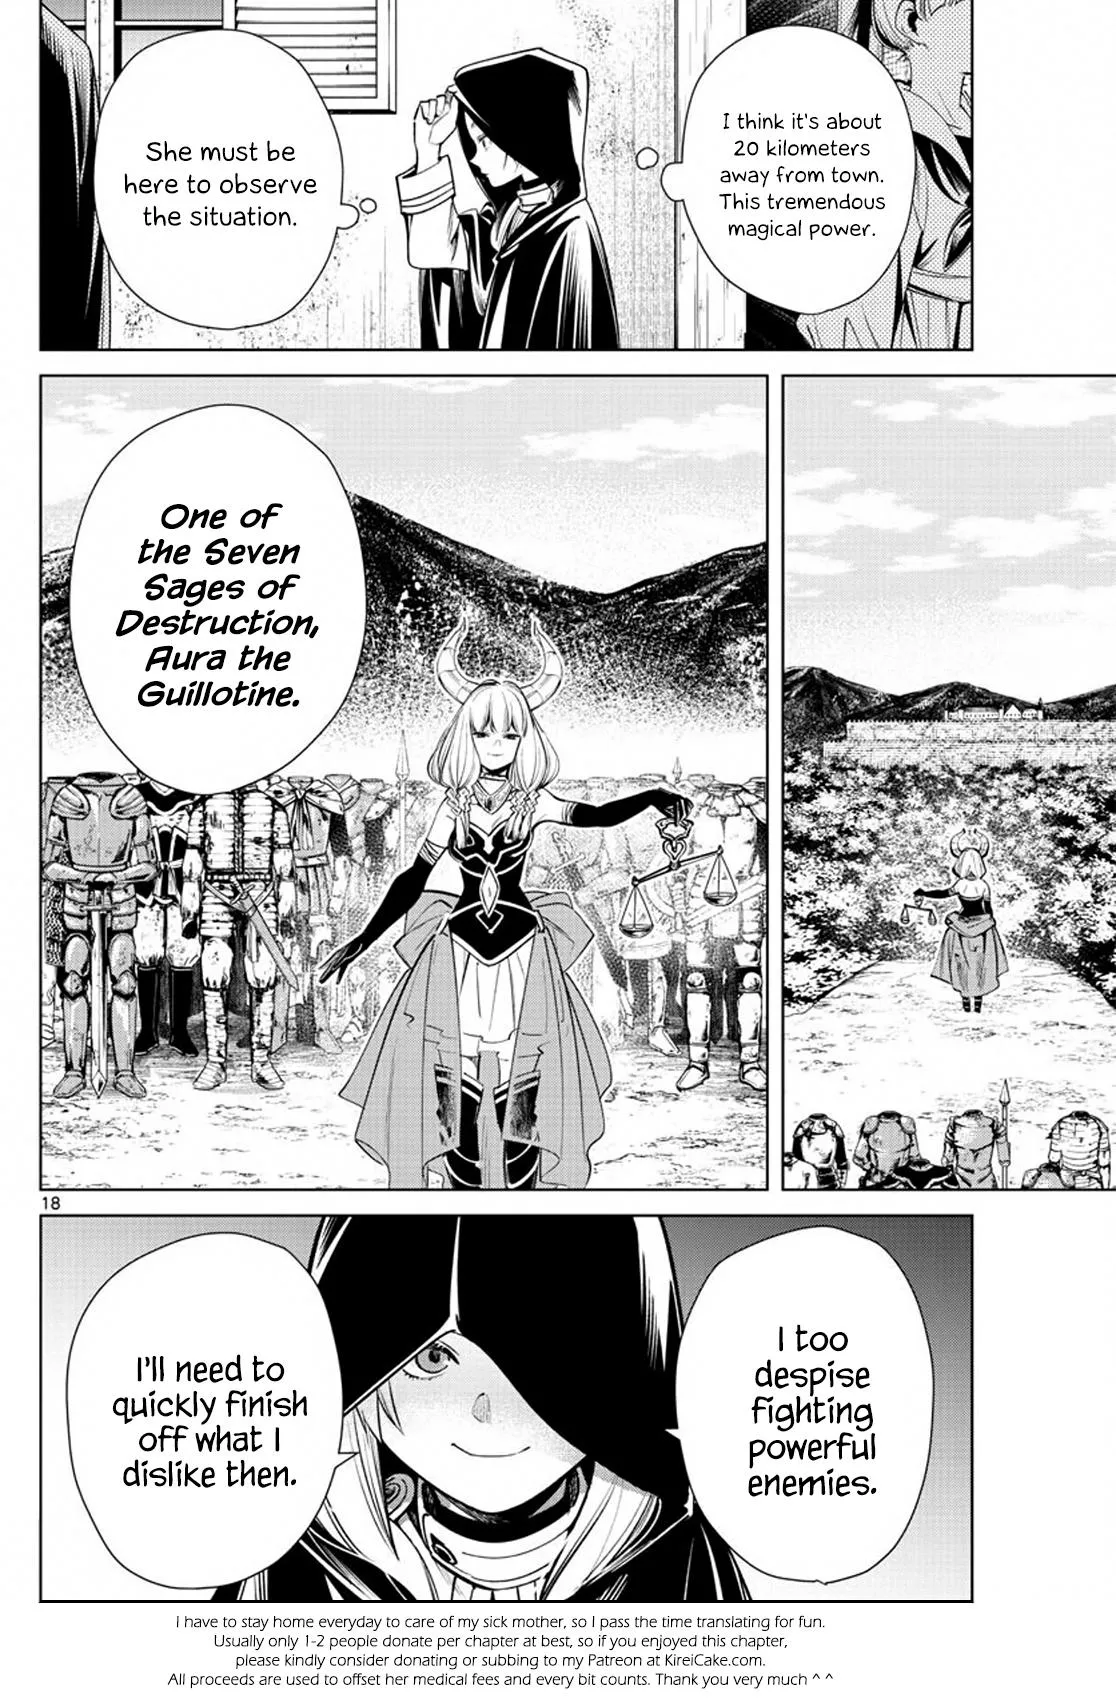 I think it's about
20 kilometers
away from town.
This tremendous
magical power.
She must be
here to observe
the situation.
One of
the Seven
Sages of
Destruction,
Aura the
Guillotine.
18
I too
despise
fighting
powerful
enemies.
I'll need to
quickly finish
off what I
dislike then.
I have to stay home everyday to care of my sick mother, so I pass the time translating for fun.
Usually only 1-2 people donate per chapter at best, so if you enjoyed this chapter,
please kindly consider donating or subbing to my Patreon at KireiCake.com.
All proceeds are used to offset her medical fees and every bit counts. Thank you very much ^ ^